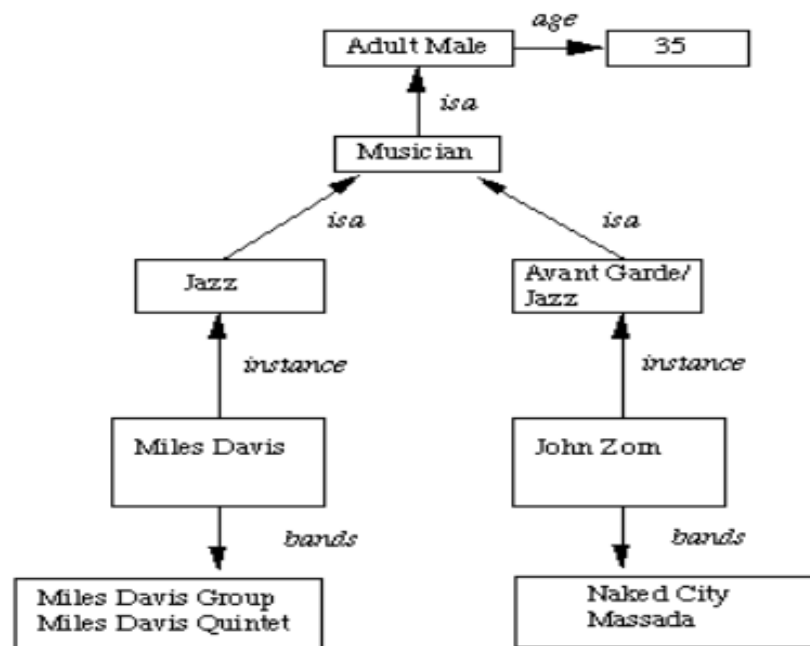 age
Adult Male
35
isa
Musician
isa
isa
Jazz
Avant Garde/
Jazz
instance
instance
Miles Davis
John Zorn
bands
bands
Miles Davis Group
Miles Davis Quintet
Naked City
Massada